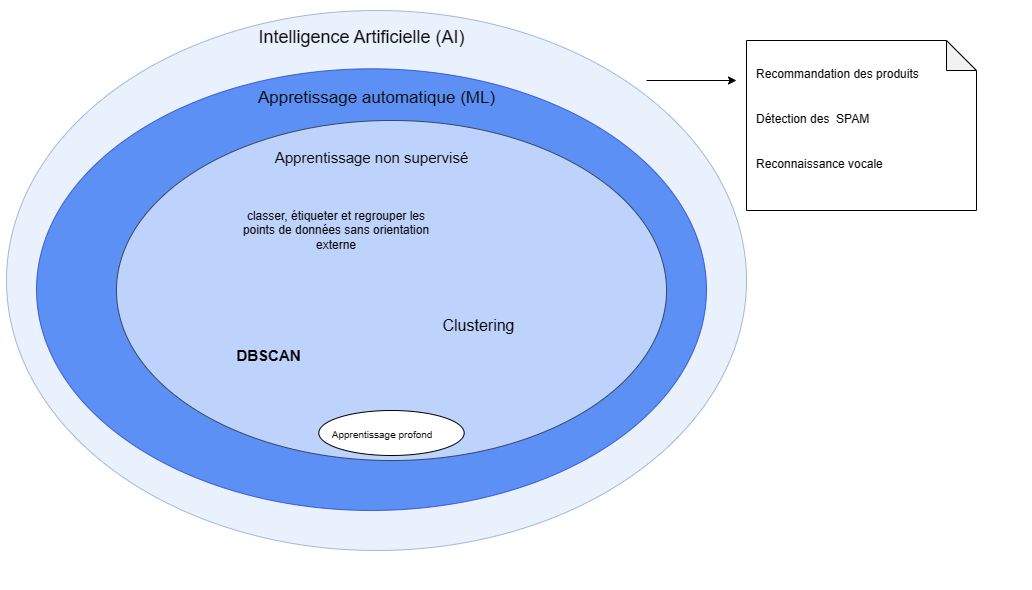 Intelligence Artificielle (AI)
Appretissage automatique (ML)
Apprentissage non supervisé
classer, étiqueter et regrouper les
points de données sans orientation
externe
Clustering
DBSCAN
Apprentissage profond
Recommandation des produits
Détection des  SPAM
Reconnaissance vocale